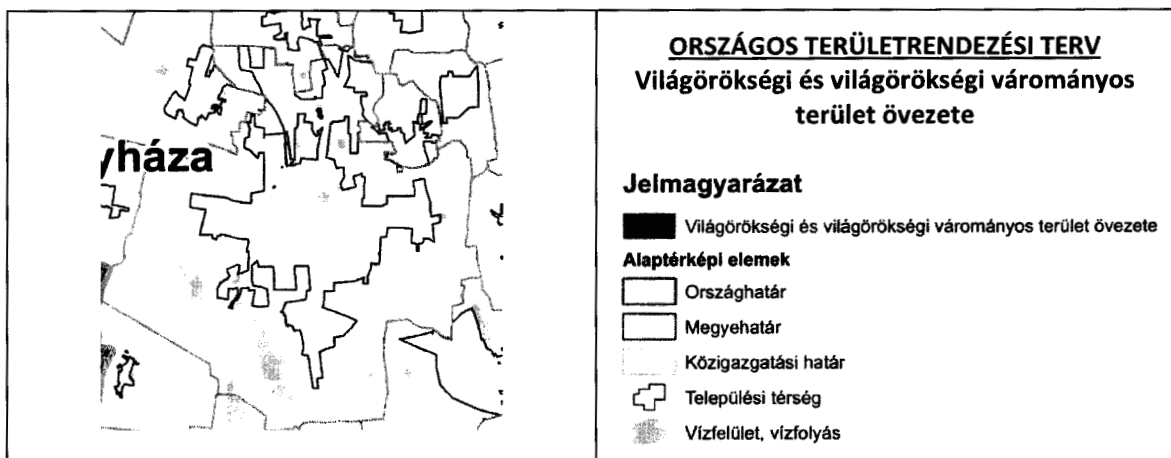 yháza
ORSZÁGOS TERÜLETRENDEZÉSI TERV
Világörökségi és világörökségi várományos
terület övezete
Jelmagyarázat
Világörökségi és világörökségi várományos terület övezete
Alaptérképi elemek
Országhatár
Megyehatár
Közigazgatási határ
Települési térség
Vízfelület, vízfolyás